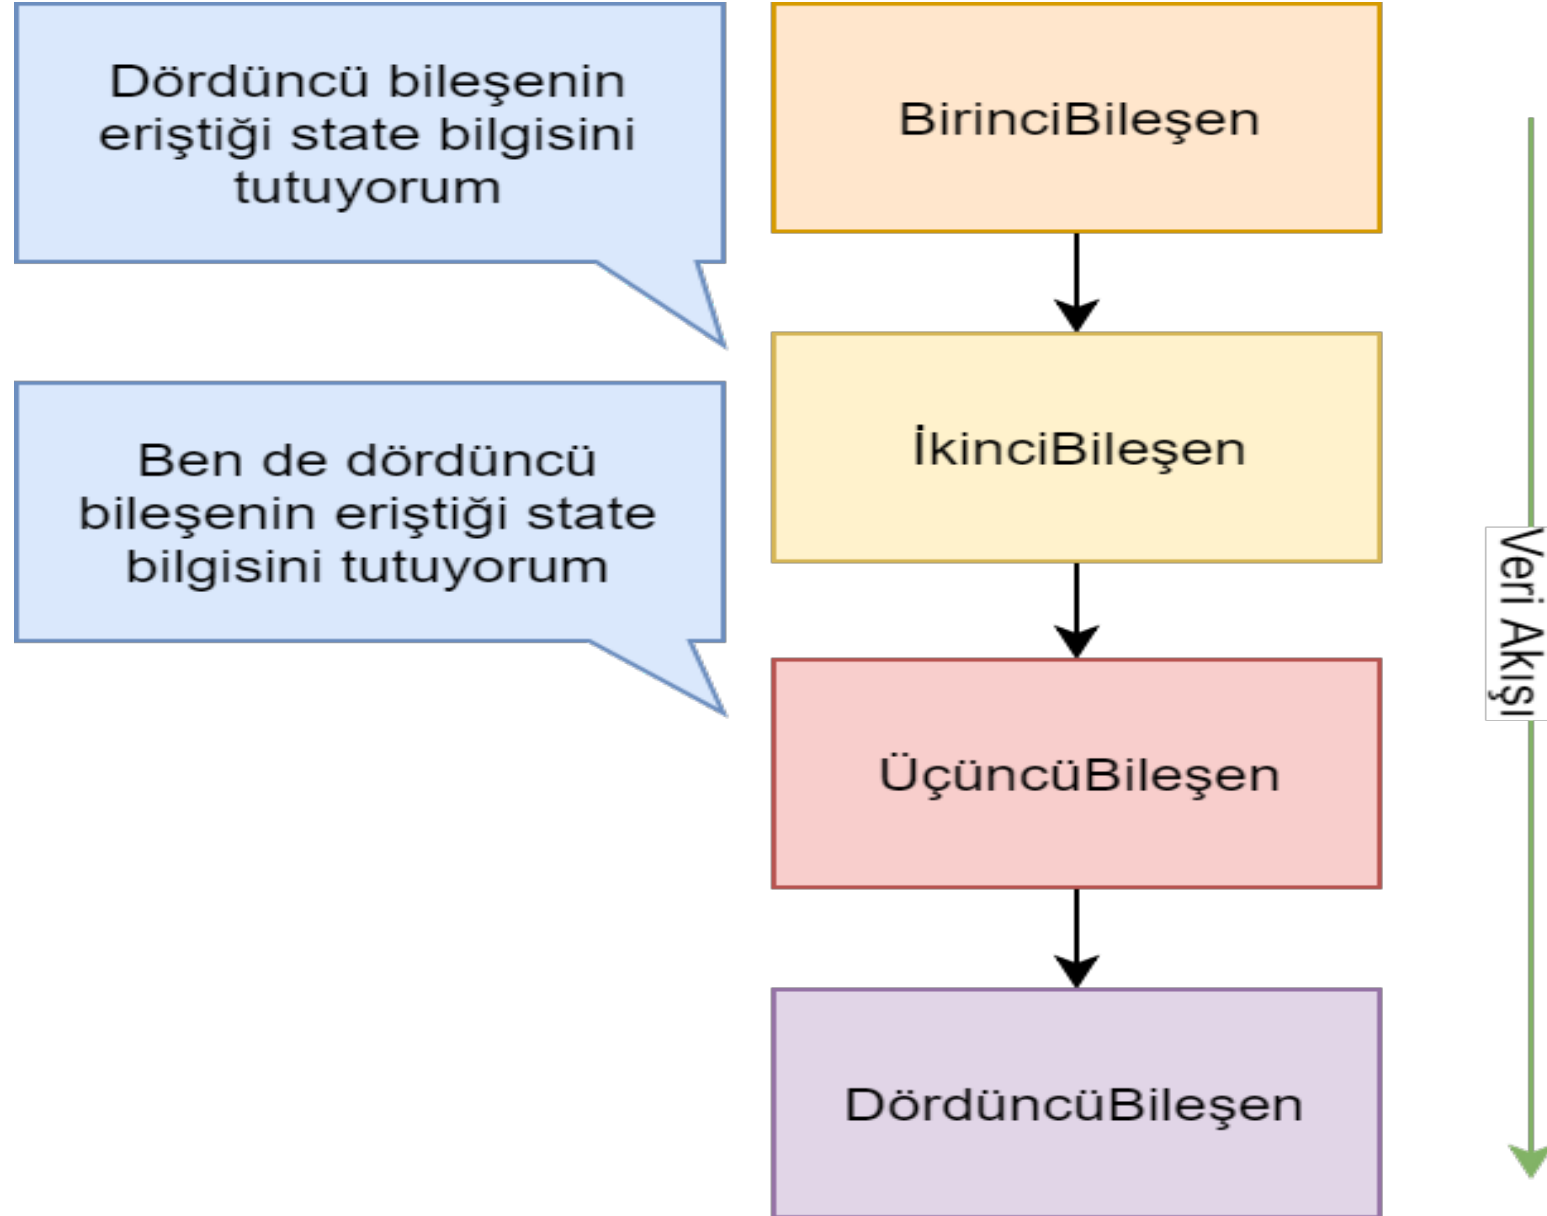 Dördüncü bileşenin
eriştiği state bilgisini
tutuyorum
BirinciBileşen
Ben de dördüncü
bileşenin eriştiği state
bilgisini tutuyorum
İkinciBileşen
ÜçüncüBileşen
DördüncüBileşen
Veri Akışı